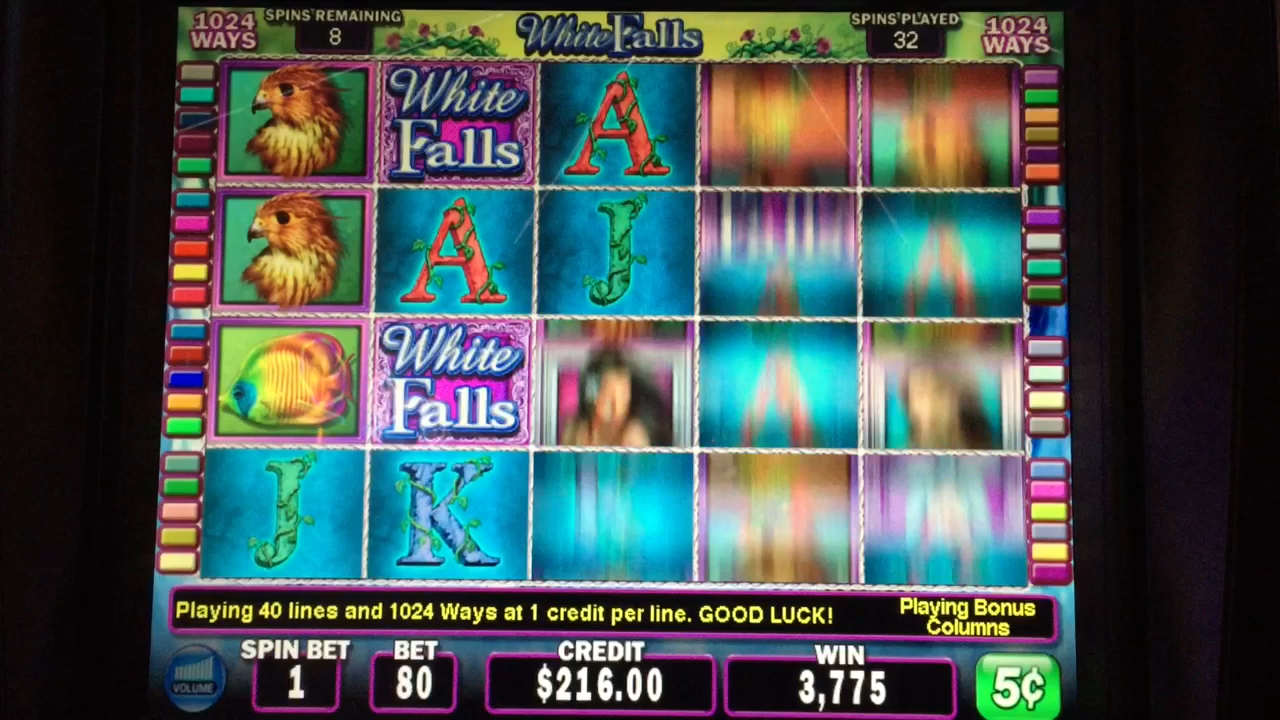 1024
WAYS
SPINS REMAINING
8
White Falls
SPINS PLAYED
32
1024
WAYS
White
Falls
A
A
J
White
Falls
J
K
Playing 40 lines and 1024 Ways at 1 credit per line. GOOD LUCK!
Playing Bonus
Columns
VOLUME
SPIN BET
1
BET
80
CREDIT
$216.00
WIN
3,775
5¢